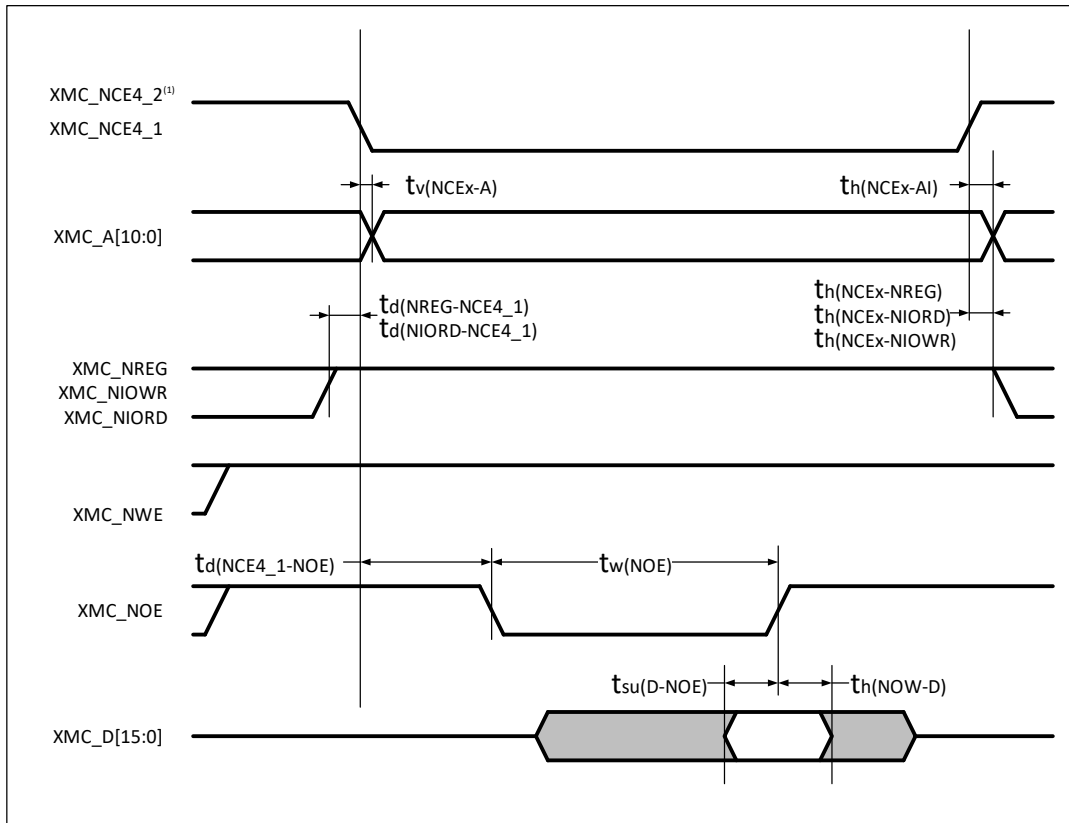 XMC_NCE4_2(1)
XMC_NCE4_1
tv(NCEx-A)
th(NCEx-AI)
XMC_A[10:0]
td(NREG-NCE4_1)
td(NIORD-NCE4_1)
th(NCEx-NREG)
th(NCEx-NIORD)
th(NCEx-NIOWR)
XMC_NREG
XMC_NIOWR
XMC_NIORD
XMC_NWE
td(NCE4_1-NOE)
tw(NOE)
XMC_NOE
tsu(D-NOE)
th(NOW-D)
XMC_D[15:0]